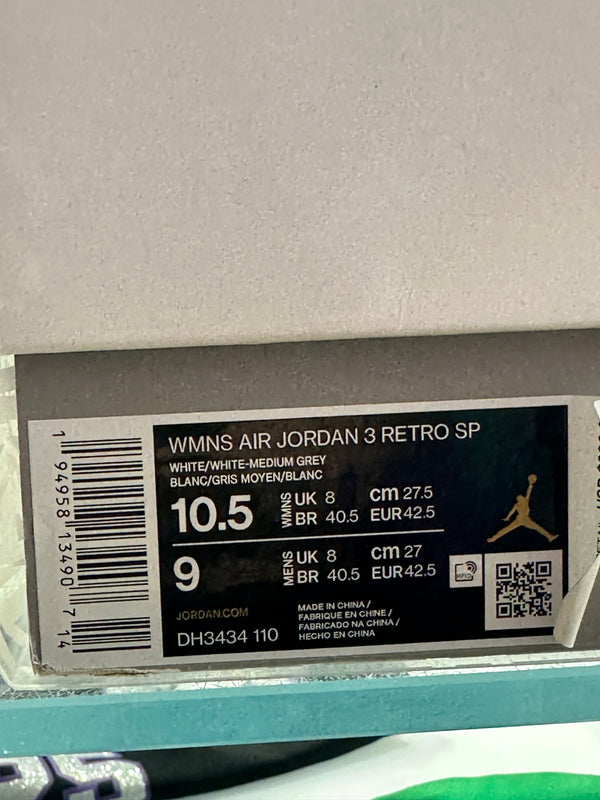 WMNS AIR JORDAN 3 RETRO SP
WHITE/WHITE-MEDIUM GREY
BLANC/GRIS MOYEN/BLANC
10.5 WMNS UK 8 cm 27.5
BR 40.5 EUR 42.5
9 MENS UK 8 cm 27
BR 40.5 EUR 42.5
RFID
JORDAN.COM
DH3434 110
MADE IN CHINA /
FABRIQUE EN CHINE /
FABRICADO NA CHINA /
HECHO EN CHINA
1 94958 13490 7 14